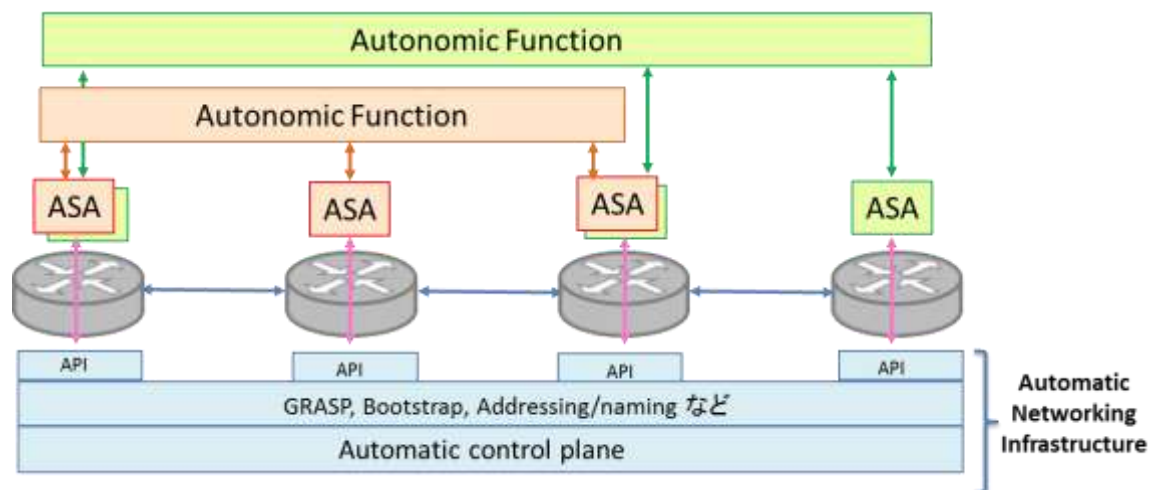 Autonomic Function
Autonomic Function
ASA
ASA
ASA
ASA
API
API
API
API
GRASP, Bootstrap, Addressing/naming など
Automatic control plane
Automatic
Networking
Infrastructure